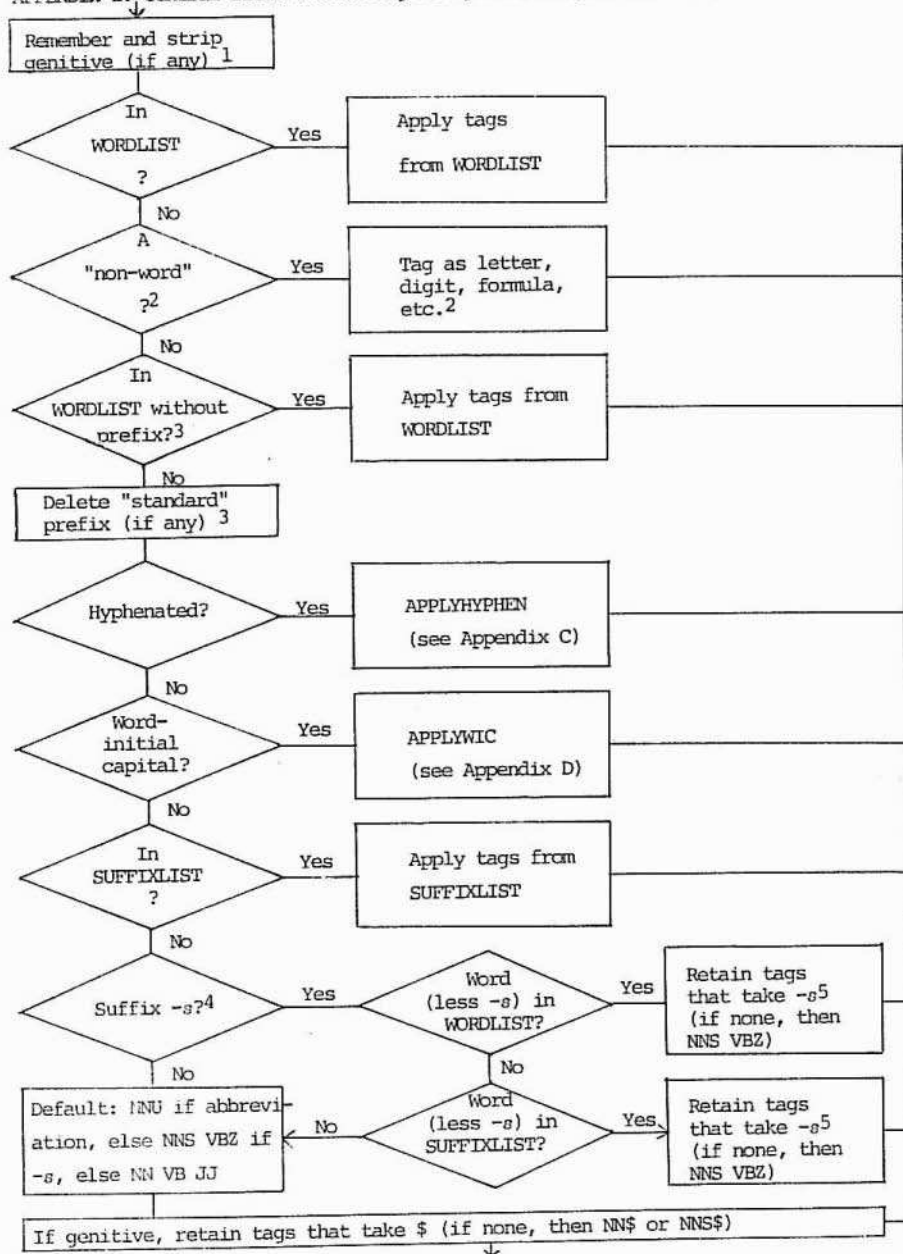 Remember and strip
genitive (if any) 1
In
WORDLIST
?
Yes
Apply tags
from WORDLIST
No
A
"non-word"
?2
Yes
Tag as letter,
digit, formula,
etc.2
No
In
WORDLIST without
prefix?3
Yes
Apply tags from
WORDLIST
No
Delete "standard"
prefix (if any) 3
Hyphenated?
Yes
APPLYHYPHEN
(see Appendix C)
No
Word-
initial
capital?
Yes
APPLYWIC
(see Appendix D)
No
In
SUFFIXLIST
?
Yes
Apply tags from
SUFFIXLIST
No
Suffix -s?4
Yes
Word
(less -s) in
WORDLIST?
Yes
Retain tags
that take -s5
(if none, then
NNS VBZ)
No
No
Default: NNU if abbrevi-
ation, else NNS VBZ if
-s, else NN VB JJ
No
Word
(less -s) in
SUFFIXLIST?
Yes
Retain tags
that take -s5
(if none, then
NNS VBZ)
If genitive, retain tags that take $ (if none, then NN$ or NNS$)